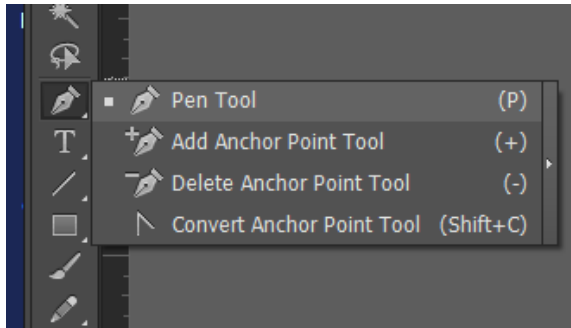 Pen Tool (P)
Add Anchor Point Tool (+)
Delete Anchor Point Tool (-)
Convert Anchor Point Tool (Shift+C)